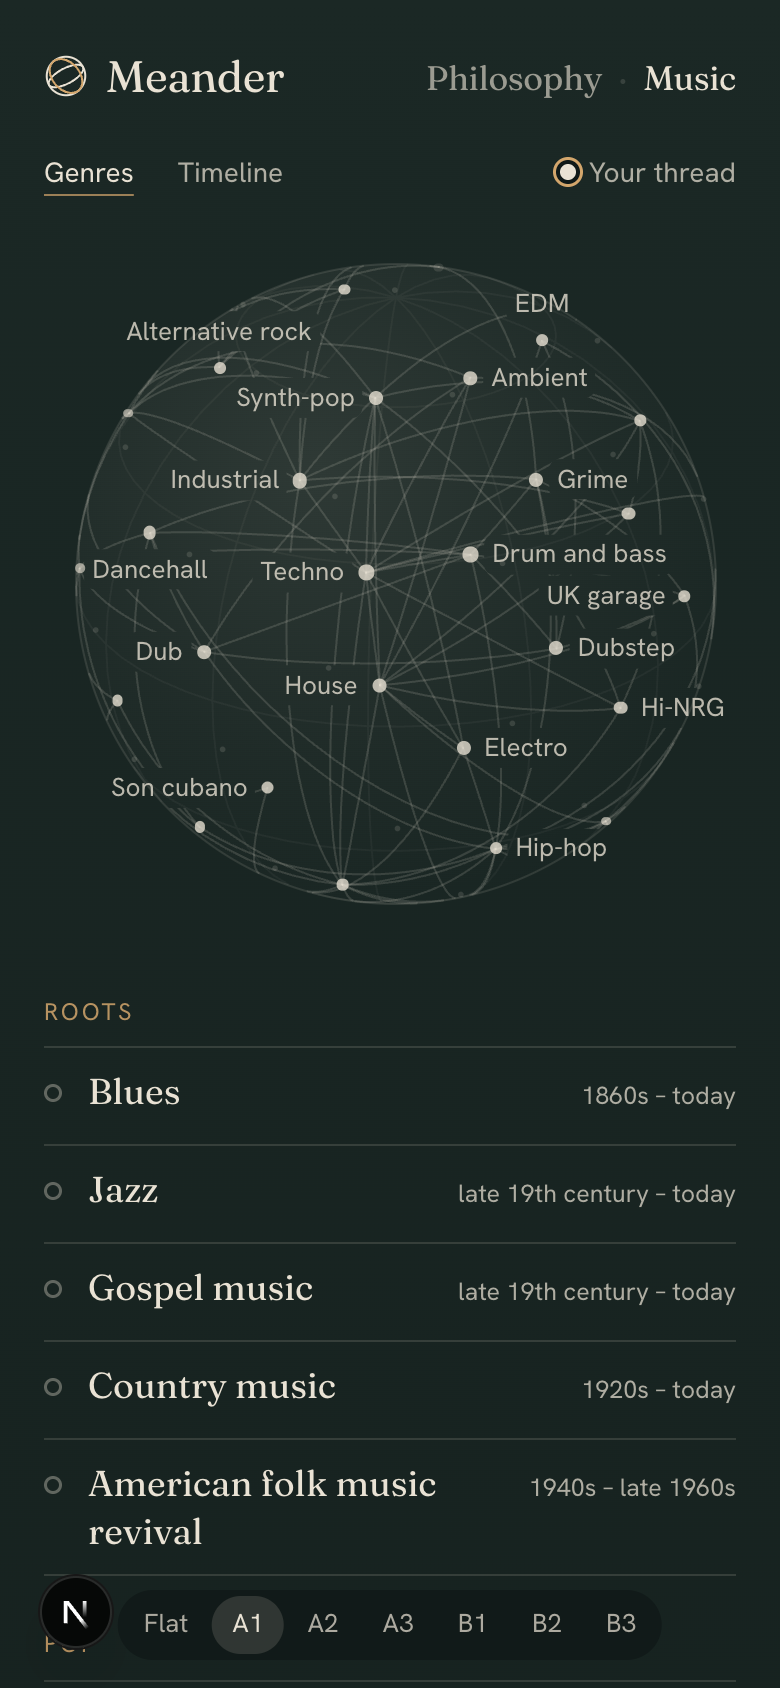 Meander
Philosophy · Music
Genres
Timeline
Your thread
EDM
Alternative rock
Ambient
Synth-pop
Industrial
Grime
Drum and bass
Dancehall
Techno
UK garage
Dub
Dubstep
House
Hi-NRG
Electro
Son cubano
Hip-hop
ROOTS
Blues
1860s – today
Jazz
late 19th century – today
Gospel music
late 19th century – today
Country music
1920s – today
American folk music
revival
1940s – late 1960s
N
Flat A1 A2 A3 B1 B2 B3